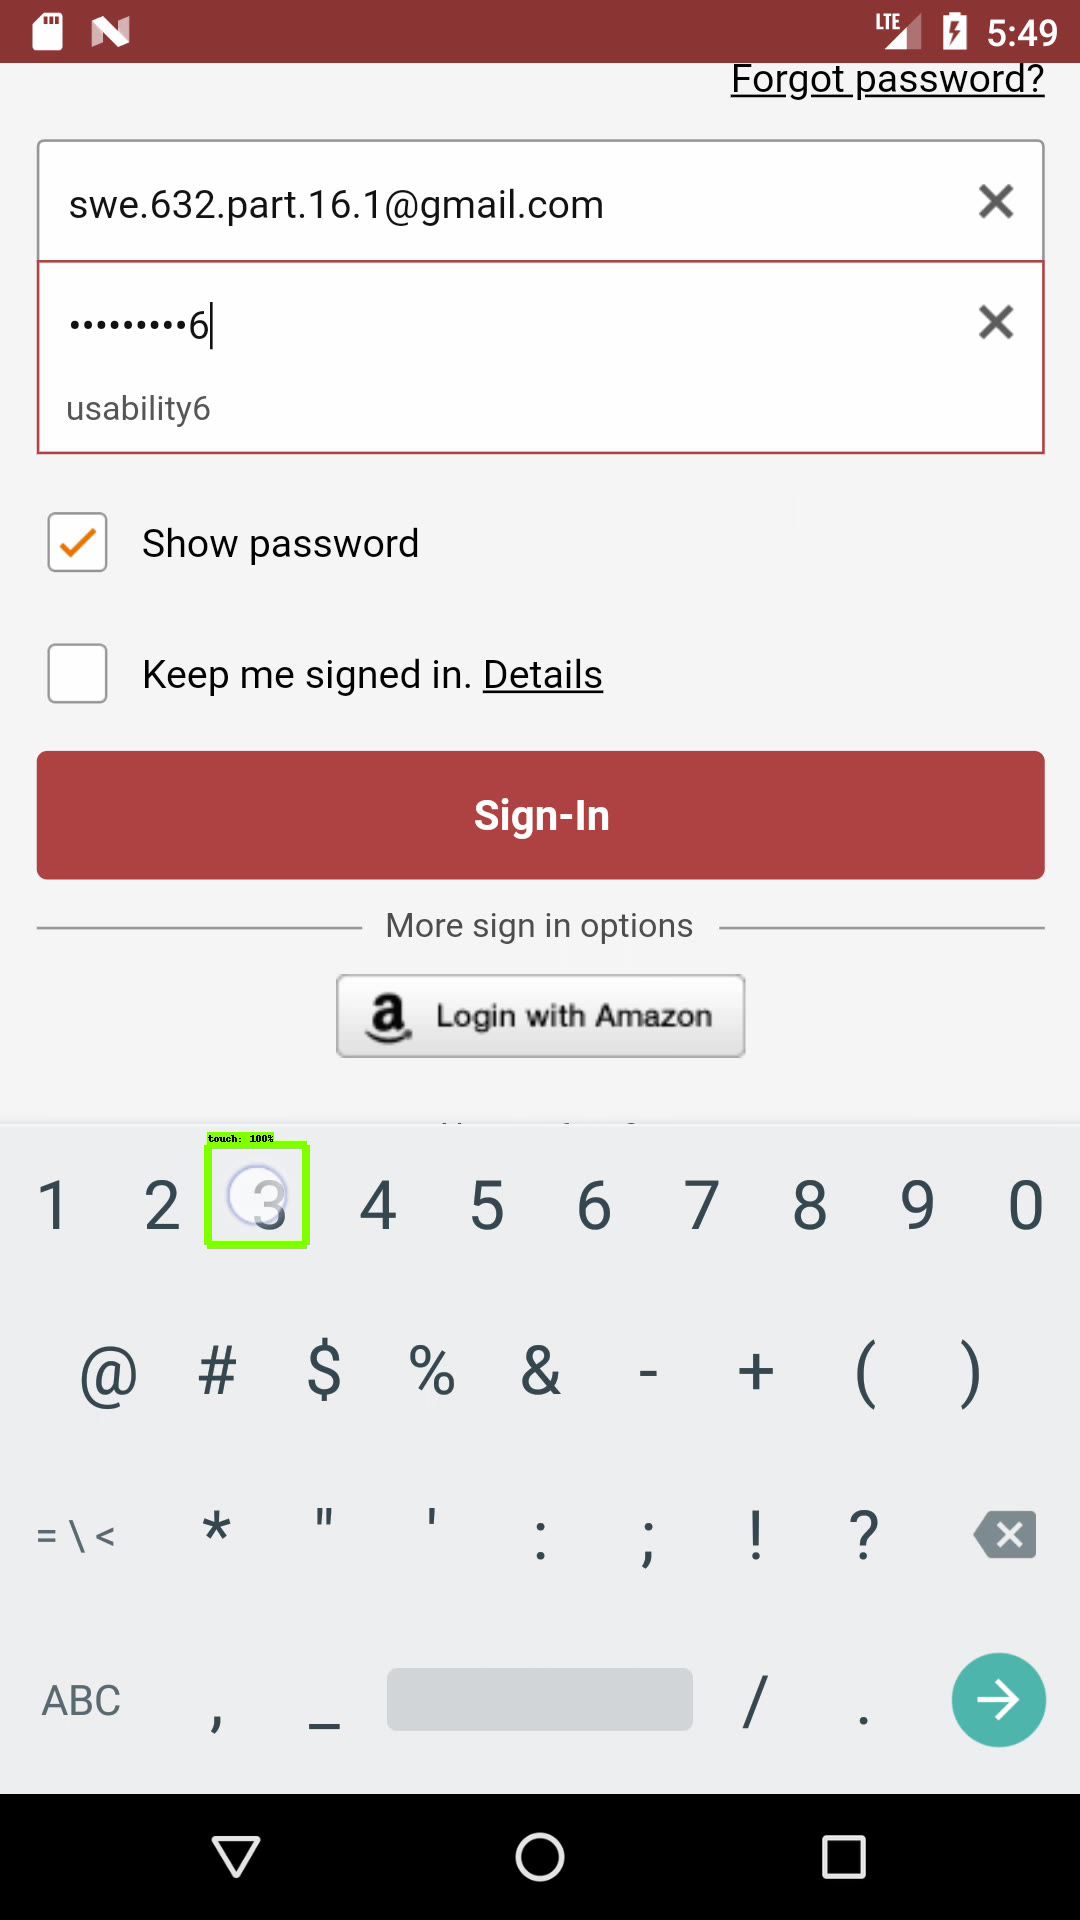 LTE 5:49
Forgot password?
swe.632.part.16.1@gmail.com
•••••••••6
usability6
Show password
Keep me signed in. Details
Sign-In
More sign in options
a Login with Amazon
touch: 100%
1 2 3 4 5 6 7 8 9 0
@ # $ % & - + ( )
= \ < * " ' : ; ! ?
ABC , _ / .